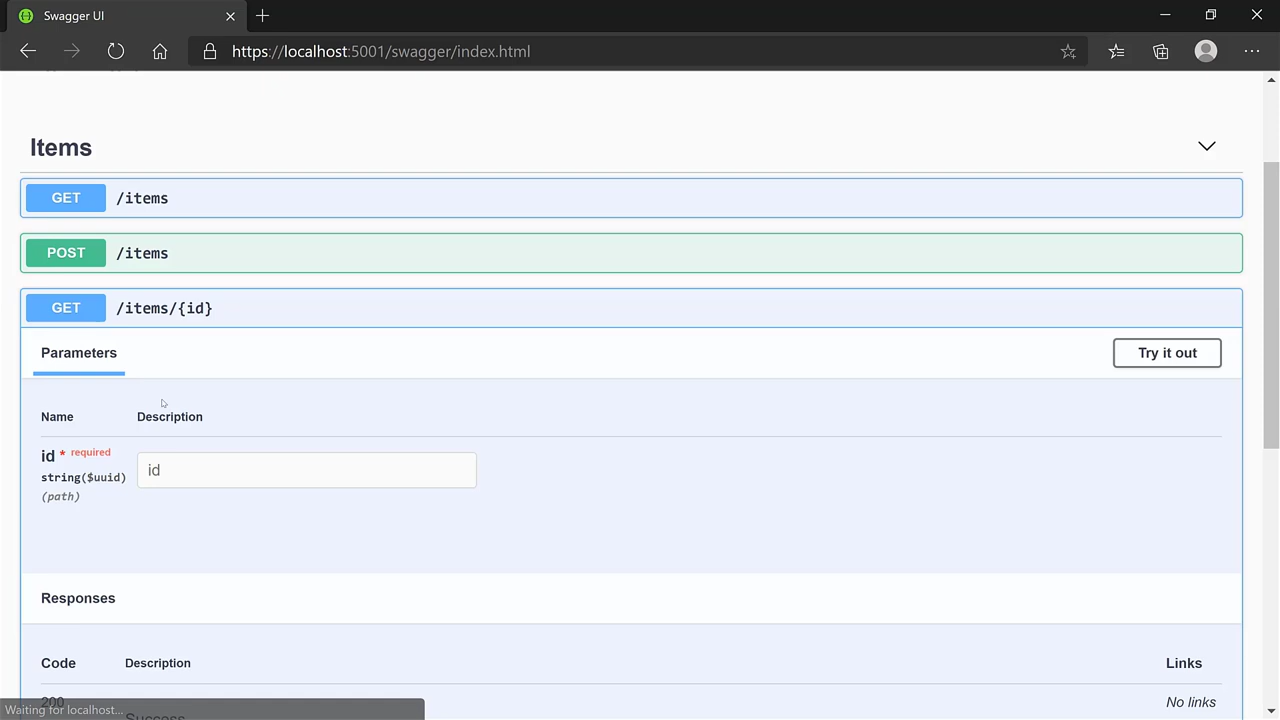 Swagger UI
https://localhost:5001/swagger/index.html
Items
GET /items
POST /items
GET /items/{id}
Parameters
Try it out
Name Description
id * required
string($uuid)
(path)
id
Responses
Code Description Links
200
Success
No links
Waiting for localhost...